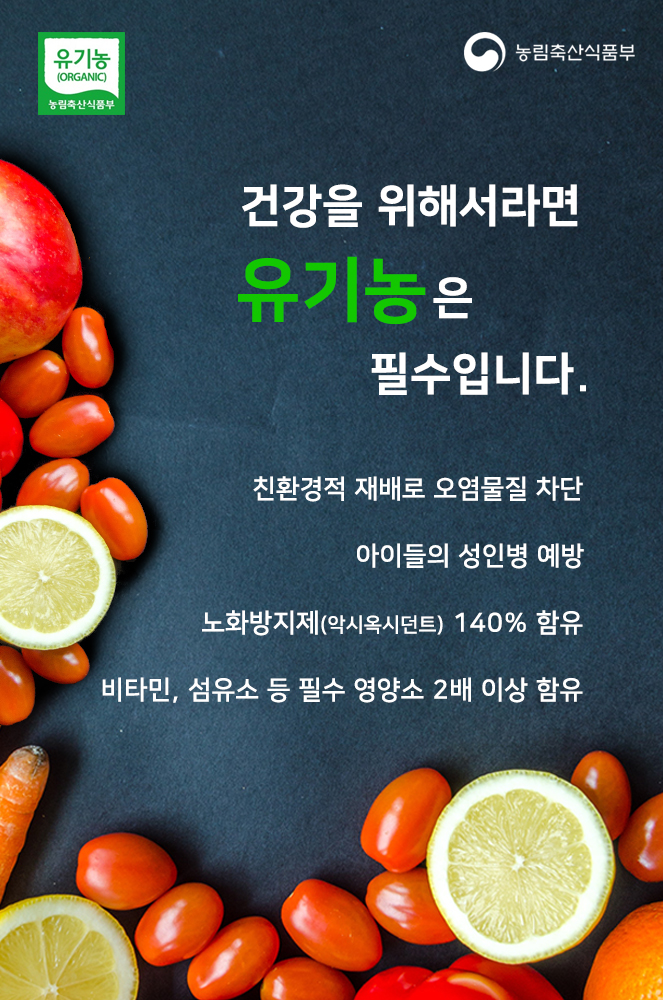 유기농
(ORGANIC)
농림축산식품부
농림축산식품부
건강을 위해서라면
유기농은
필수입니다.
친환경적 재배로 오염물질 차단
아이들의 성인병 예방
노화방지제(악시옥시던트) 140% 함유
비타민, 섬유소 등 필수 영양소 2배 이상 함유